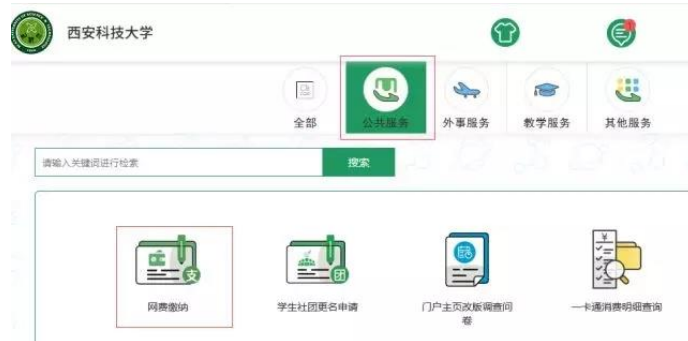 西安科技大学
1
全部
公共服务
外事服务
教学服务
其他服务
请输入关键词进行检索
搜索
支
团
网费缴纳
学生社团更名申请
门户主页改版调查问
卷
一卡通消费明细查询